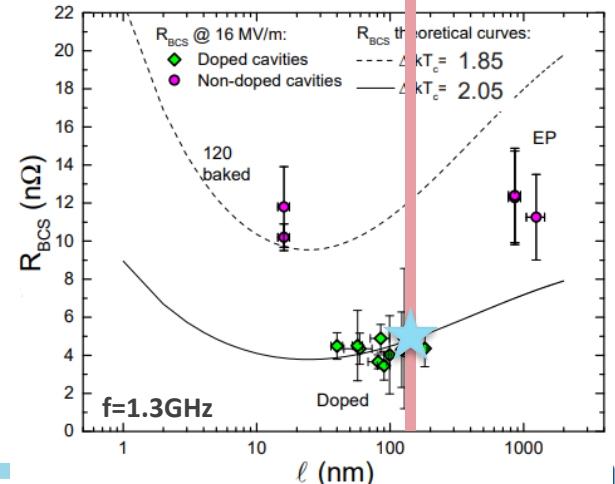 22
20
18
16
14
12
10
8
6
4
2
0
R_BCS (nΩ)
R_BCS @ 16 MV/m:
Doped cavities
Non-doped cavities
R_BCS theoretical curves:
kT_c= 1.85
kT_c= 2.05
120
baked
EP
Doped
f=1.3GHz
1 10 100 1000
ℓ (nm)